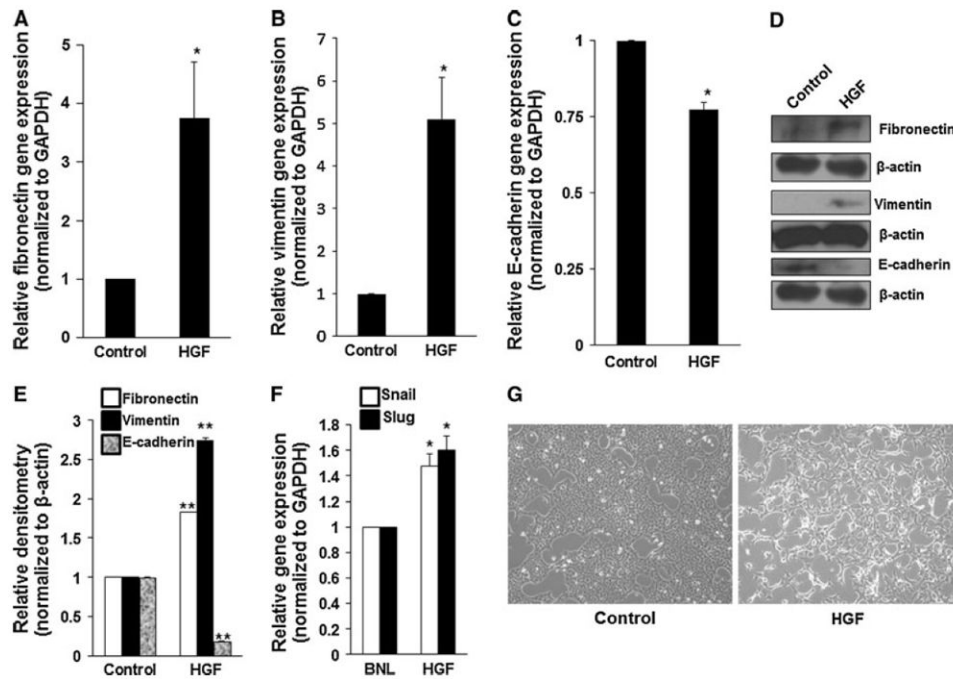 A
Relative fibronectin gene expression
(normalized to GAPDH)
5
4
3
2
1
0
*
Control HGF
B
Relative vimentin gene expression
(normalized to GAPDH)
7
6
5
4
3
2
1
0
*
Control HGF
C
Relative E-cadherin gene expression
(normalized to GAPDH)
1
0.75
0.5
0.25
0
*
Control HGF
D
Control HGF
Fibronectin
β-actin
Vimentin
β-actin
E-cadherin
β-actin
E
Fibronectin
Vimentin
E-cadherin
Relative densitometry
(normalized to β-actin)
3
2.5
2
1.5
1
0.5
0
** ** **
Control HGF
F
Snail
Slug
Relative gene expression
(normalized to GAPDH)
1.8
1.6
1.4
1.2
1
0.8
0.6
0.4
0.2
0
* *
BNL HGF
G
Control HGF